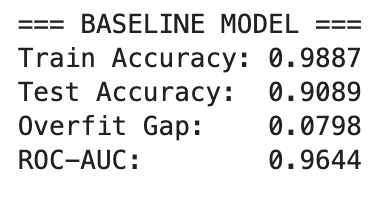 === BASELINE MODEL ===
Train Accuracy: 0.9887
Test Accuracy:  0.9089
Overfit Gap:    0.0798
ROC-AUC:        0.9644